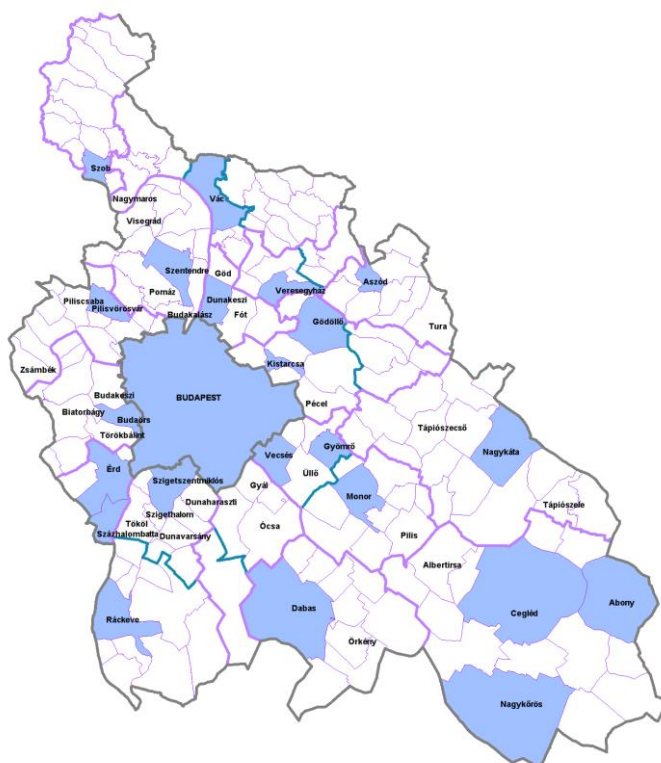 Szob
Vác
Nagymaros
Visegrád
Szentendre
Göd
Pomáz
Dunakeszi
Veresegyház
Aszód
Piliscsaba
Pilisvörösvár
Budakalász
Fót
Gödöllő
Tura
Zsámbék
Kistarcsa
Budakeszi
BUDAPEST
Pécel
Biatorbágy
Budaörs
Törökbálint
Tápiószecső
Nagykáta
Gyömrő
Vecsés
Üllő
Érd
Szigetszentmiklós
Gyál
Monor
Dunaharaszti
Tápiószele
Szigethalom
Tököl
Ócsa
Százhalombatta
Dunavarsány
Pilis
Albertirsa
Abony
Ráckeve
Dabas
Cegléd
Örkény
Nagykőrös